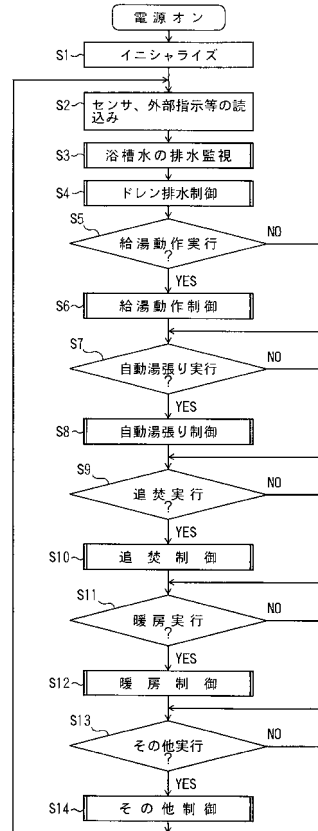 電源オン
S1
イニシャライズ
S2
センサ、外部指示等の読
込み
S3
浴槽水の排水監視
S4
ドレン排水制御
S5
給湯動作実行
?
NO
YES
S6
給湯動作制御
S7
自動湯張り実行
?
NO
YES
S8
自動湯張り制御
S9
追焚実行
?
NO
YES
S10
追焚制御
S11
暖房実行
?
NO
YES
S12
暖房制御
S13
その他実行
?
NO
YES
S14
その他制御